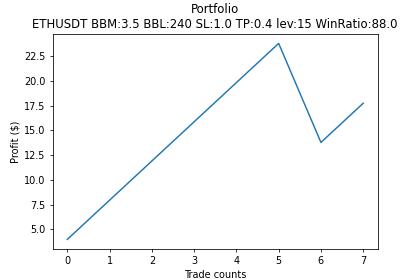 Portfolio
ETHUSDT BBM:3.5 BBL:240 SL:1.0 TP:0.4 lev:15 WinRatio:88.0
22.5
20.0
17.5
15.0
12.5
10.0
7.5
5.0
Profit ($)
0 1 2 3 4 5 6 7
Trade counts